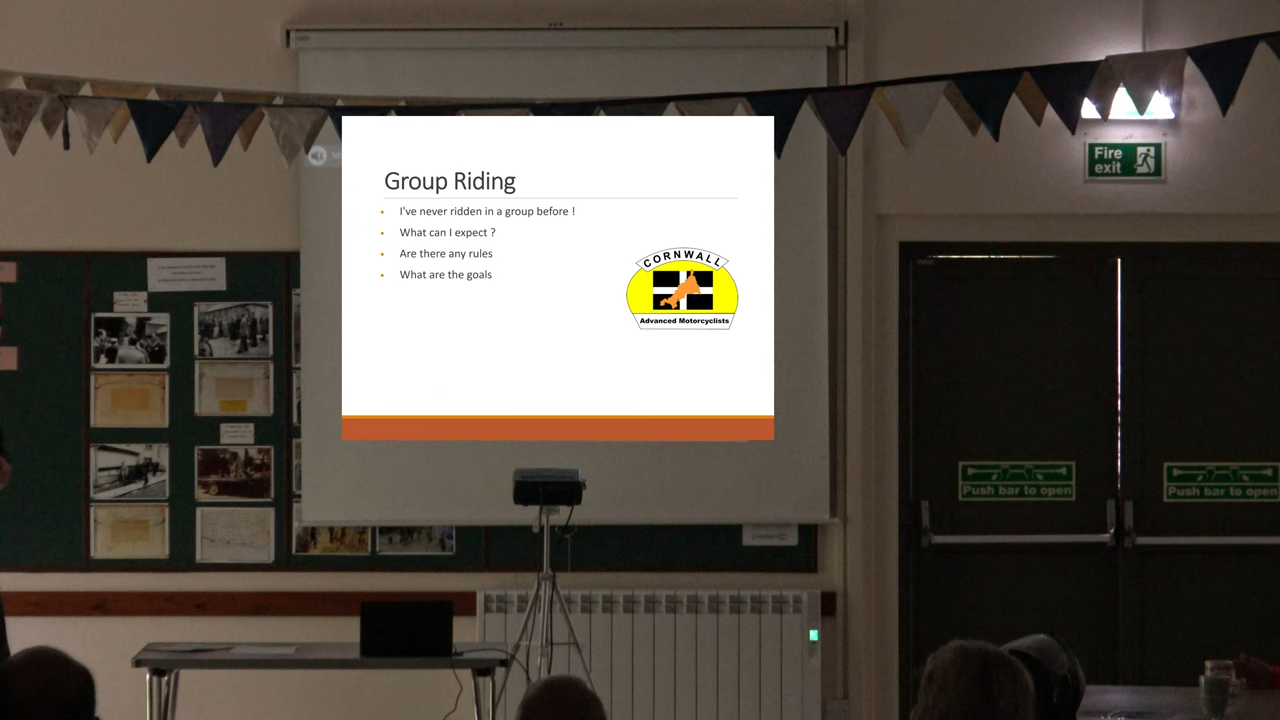 Group Riding
I've never ridden in a group before !
What can I expect ?
Are there any rules
What are the goals
CORNWALL
Advanced Motorcyclists
Fire
exit
Push bar to open
Push bar to open